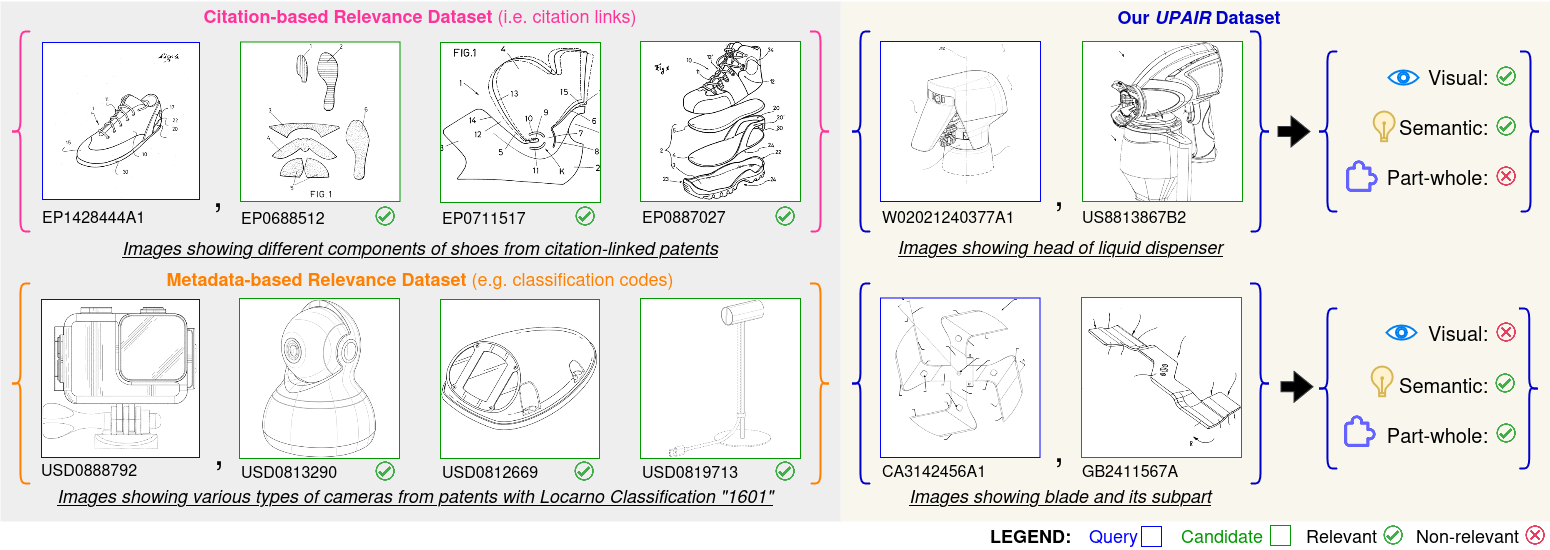 Citation-based Relevance Dataset (i.e. citation links)
EP1428444A1
,
EP0688512
EP0711517
EP0887027
FIG 1
FIG.1
Images showing different components of shoes from citation-linked patents
Metadata-based Relevance Dataset (e.g. classification codes)
USD0888792
,
USD0813290
USD0812669
USD0819713
Images showing various types of cameras from patents with Locarno Classification "1601"
Our UPAIR Dataset
W02021240377A1
,
US8813867B2
Visual:
Semantic:
Part-whole:
Images showing head of liquid dispenser
CA3142456A1
,
GB2411567A
Visual:
Semantic:
Part-whole:
Images showing blade and its subpart
LEGEND: Query Candidate Relevant Non-relevant